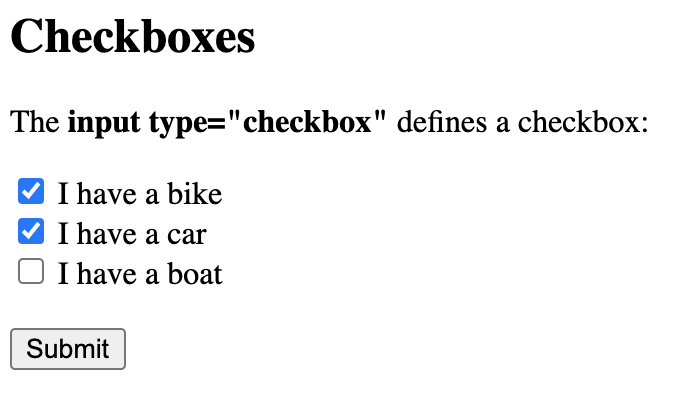 Checkboxes
The input type="checkbox" defines a checkbox:
I have a bike
I have a car
I have a boat
Submit